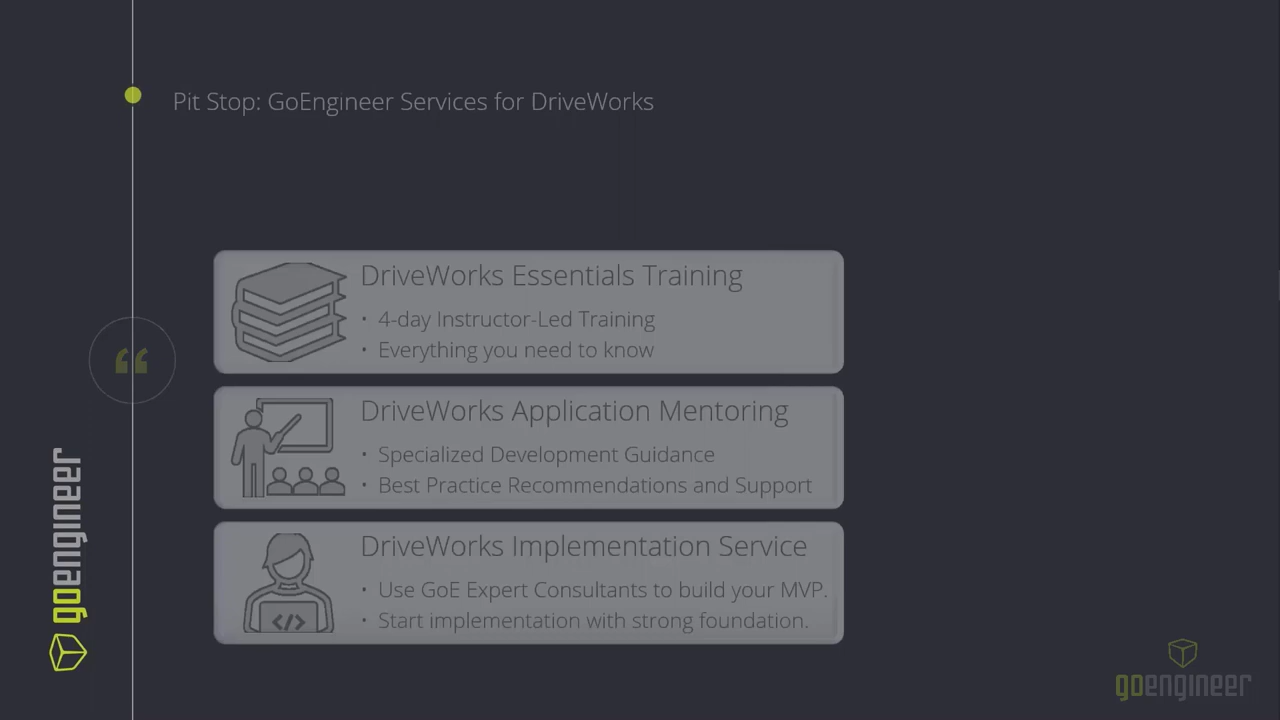 Pit Stop: GoEngineer Services for DriveWorks
DriveWorks Essentials Training
• 4-day Instructor-Led Training
• Everything you need to know
DriveWorks Application Mentoring
• Specialized Development Guidance
• Best Practice Recommendations and Support
DriveWorks Implementation Service
• Use GoE Expert Consultants to build your MVP.
• Start implementation with strong foundation.
“
</>
goengineer
goengineer